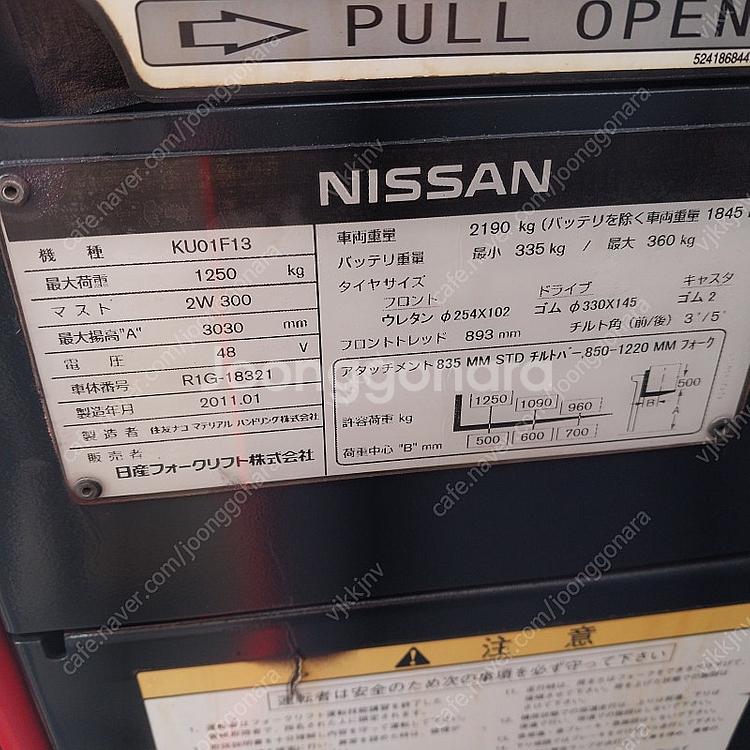 PULL OPEN
524186844
NISSAN
機種 KU01F13
最大荷重 1250 kg
マスト 2W 300
最大揚高"A" 3030 mm
電圧 48 V
車体番号 R1G-18321
製造年月 2011.01
製造者 住友ナコ マテリアル ハンドリング株式会社
販売者 日産フォークリフト株式会社
車両重量 2190 kg (バッテリを除く車両重量 1845
バッテリ重量 最小 335 kg / 最大 360 kg
タイヤサイズ
フロント ドライブ キャスタ
ウレタン φ254X102 ゴム φ330X145 ゴム 2
フロントトレッド 893 mm チルト角 (前/後) 3°/5°
アタッチメント 835 MM STD チルトバー.850-1220 MM フォーク
許容荷重 kg 1250 1090 960
荷重中心 "B" mm 500 600 700
500
B
A
注意
運転者は安全のため次の事項を必ず守って下さい
joonggonara
cafe.naver.com/joonggonara
vjkkjnv